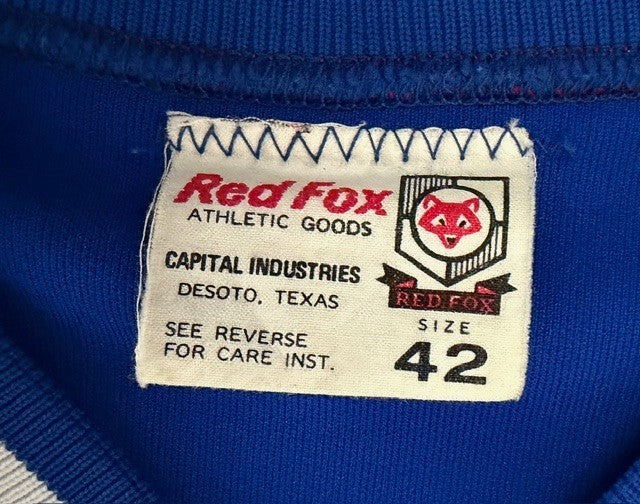 Red Fox
ATHLETIC GOODS
CAPITAL INDUSTRIES
DESOTO, TEXAS
SEE REVERSE
FOR CARE INST.
RED FOX
SIZE
42